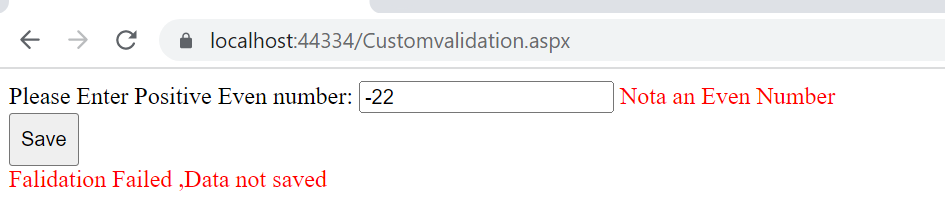 localhost:44334/Customvalidation.aspx
Please Enter Positive Even number: -22 Nota an Even Number
Save
Falidation Failed ,Data not saved